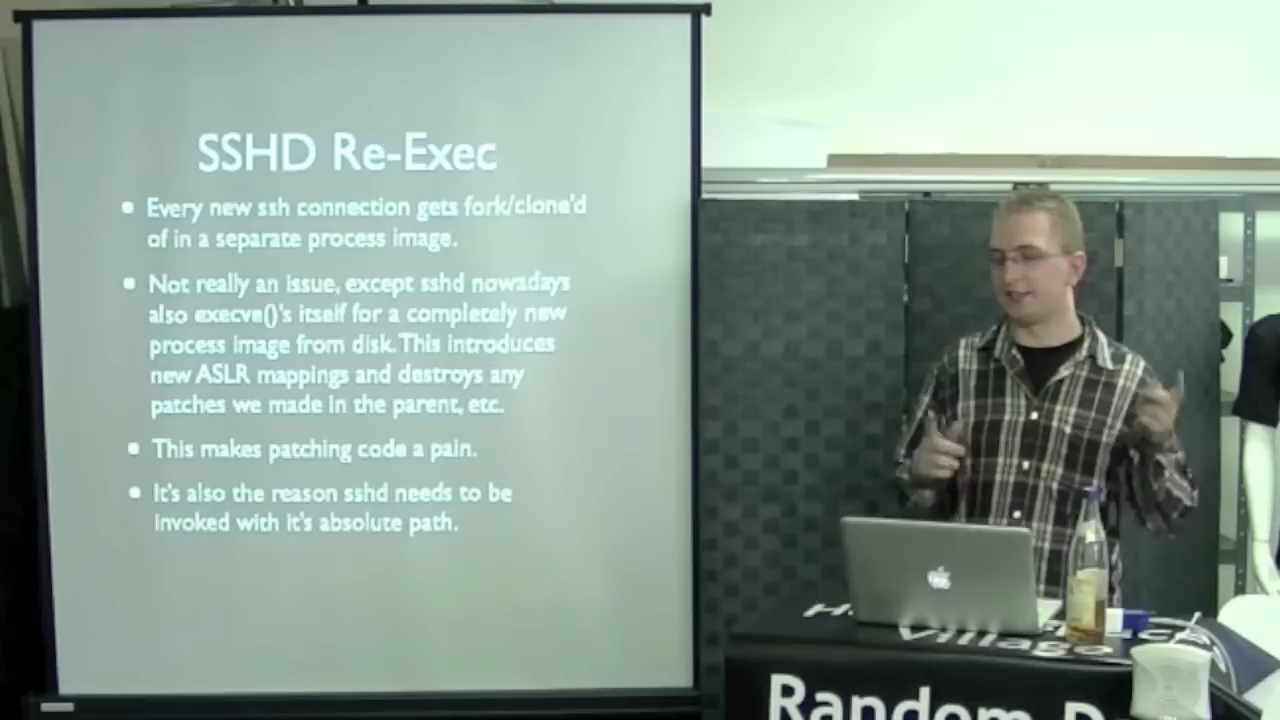 SSHD Re-Exec
Every new ssh connection gets fork/clone'd
of in a separate process image.
Not really an issue, except sshd nowadays
also execve()'s itself for a completely new
process image from disk. This introduces
new ASLR mappings and destroys any
patches we made in the parent, etc.
This makes patching code a pain.
It's also the reason sshd needs to be
invoked with it's absolute path.
Village
Random